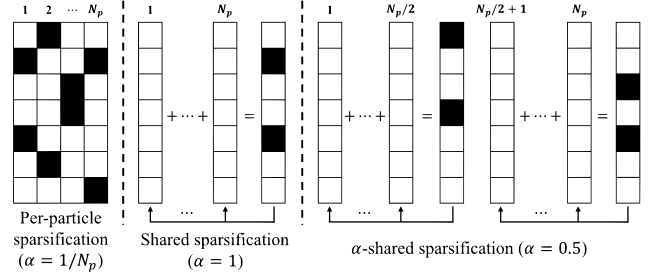 1 2 ... N_p
1 N_p
1 N_p/2 N_p/2 + 1 N_p
+ ⋯ + =
+ ⋯ + =
+ ⋯ + =
...
...
...
Per-particle
sparsification
(α = 1/N_p)
Shared sparsification
(α = 1)
α-shared sparsification (α = 0.5)